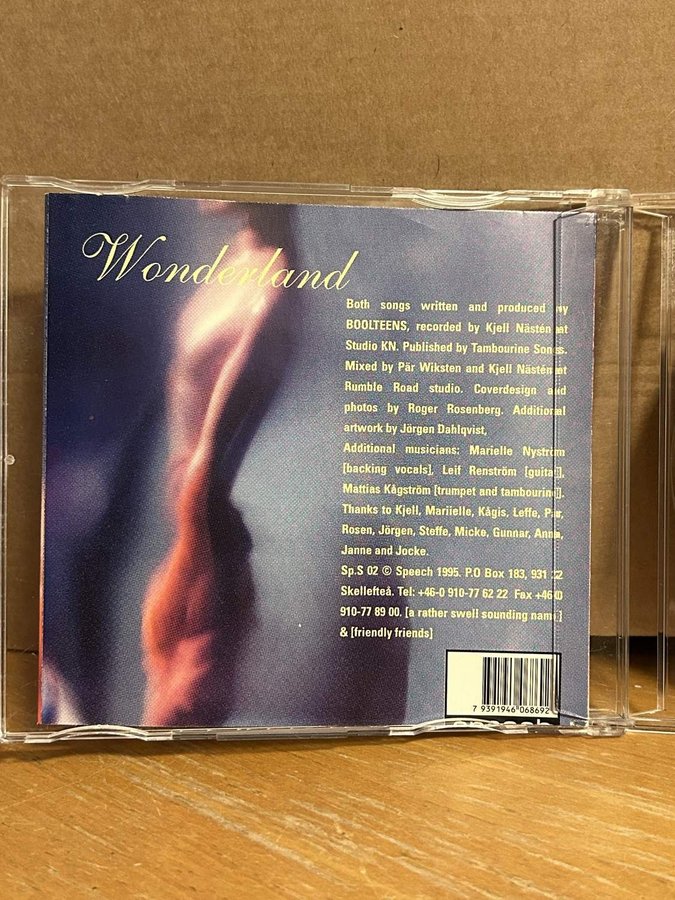 Wonderland
Both songs written and produced by
BOOLTEENS, recorded by Kjell Nästén at
Studio KN. Published by Tambourine Songs.
Mixed by Pär Wiksten and Kjell Nästén at
Rumble Road studio. Coverdesign and
photos by Roger Rosenberg. Additional
artwork by Jörgen Dahlqvist,
Additional musicians: Marielle Nyström
[backing vocals], Leif Renström [guitar],
Mattias Kågström [trumpet and tambourine].
Thanks to Kjell, Mariielle, Kågis, Leffe, Pär,
Rosen, Jörgen, Steffe, Micke, Gunnar, Anna,
Janne and Jocke.
Sp.S 02 © Speech 1995. P.O Box 183, 931 22
Skellefteå. Tel: +46-0 910-77 62 22 Fax +46-0
910-77 89 00. [a rather swell sounding name]
& [friendly friends]
7 391946 068692
speech